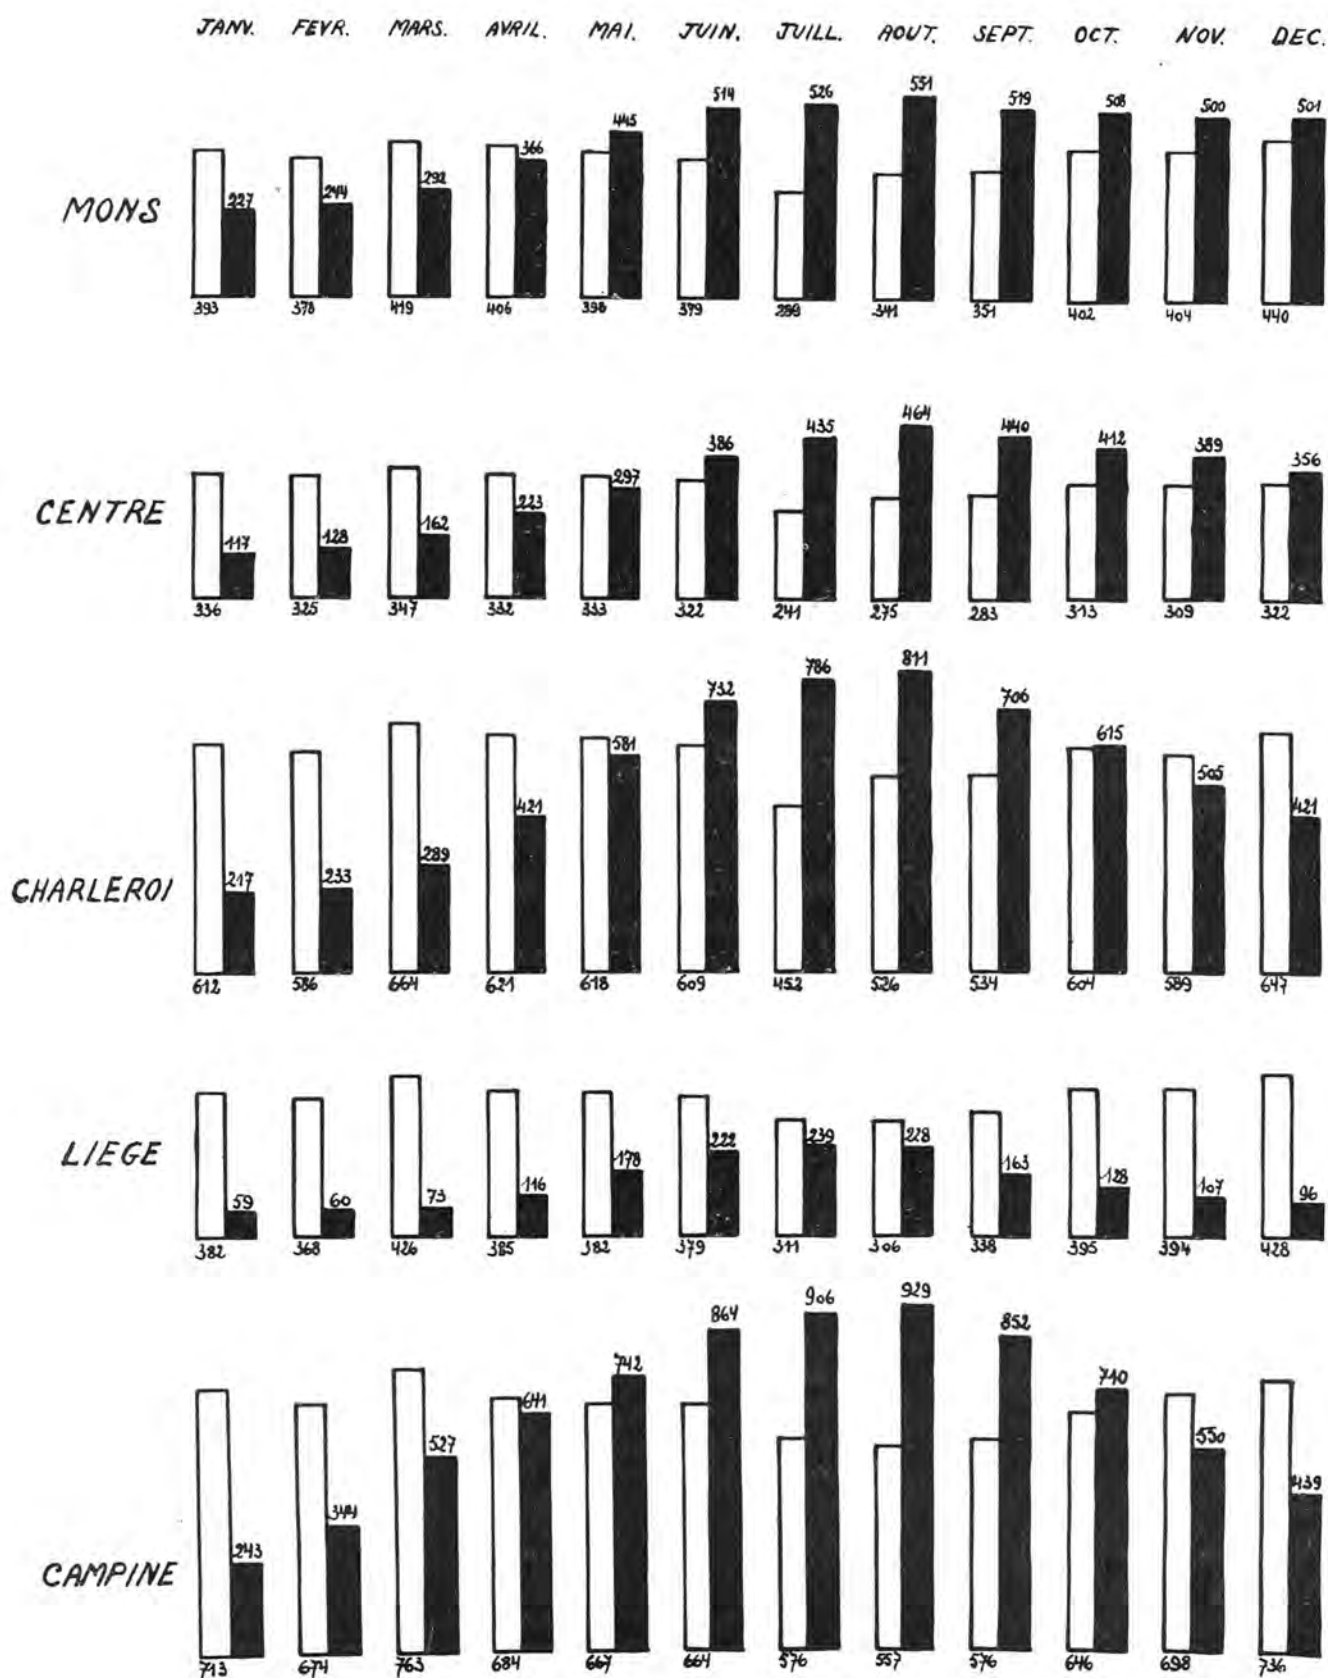 JANV. FEVR. MARS. AVRIL. MAI. JUIN. JUILL. AOUT. SEPT. OCT. NOV. DEC.
MONS
227 244 292 366 445 514 526 551 519 508 500 501
393 378 419 406 398 379 299 341 351 402 404 440
CENTRE
117 128 162 223 297 386 435 464 440 412 389 356
336 325 347 332 333 322 241 275 283 313 309 322
CHARLEROI
217 233 289 421 581 732 786 811 706 615 505 421
612 586 664 621 618 609 452 526 534 604 589 647
LIEGE
59 60 73 116 178 222 239 228 163 128 107 96
382 368 426 385 382 379 311 306 338 395 394 428
CAMPINE
243 344 527 641 742 864 906 929 852 710 550 439
713 674 763 684 667 664 576 557 576 646 698 736